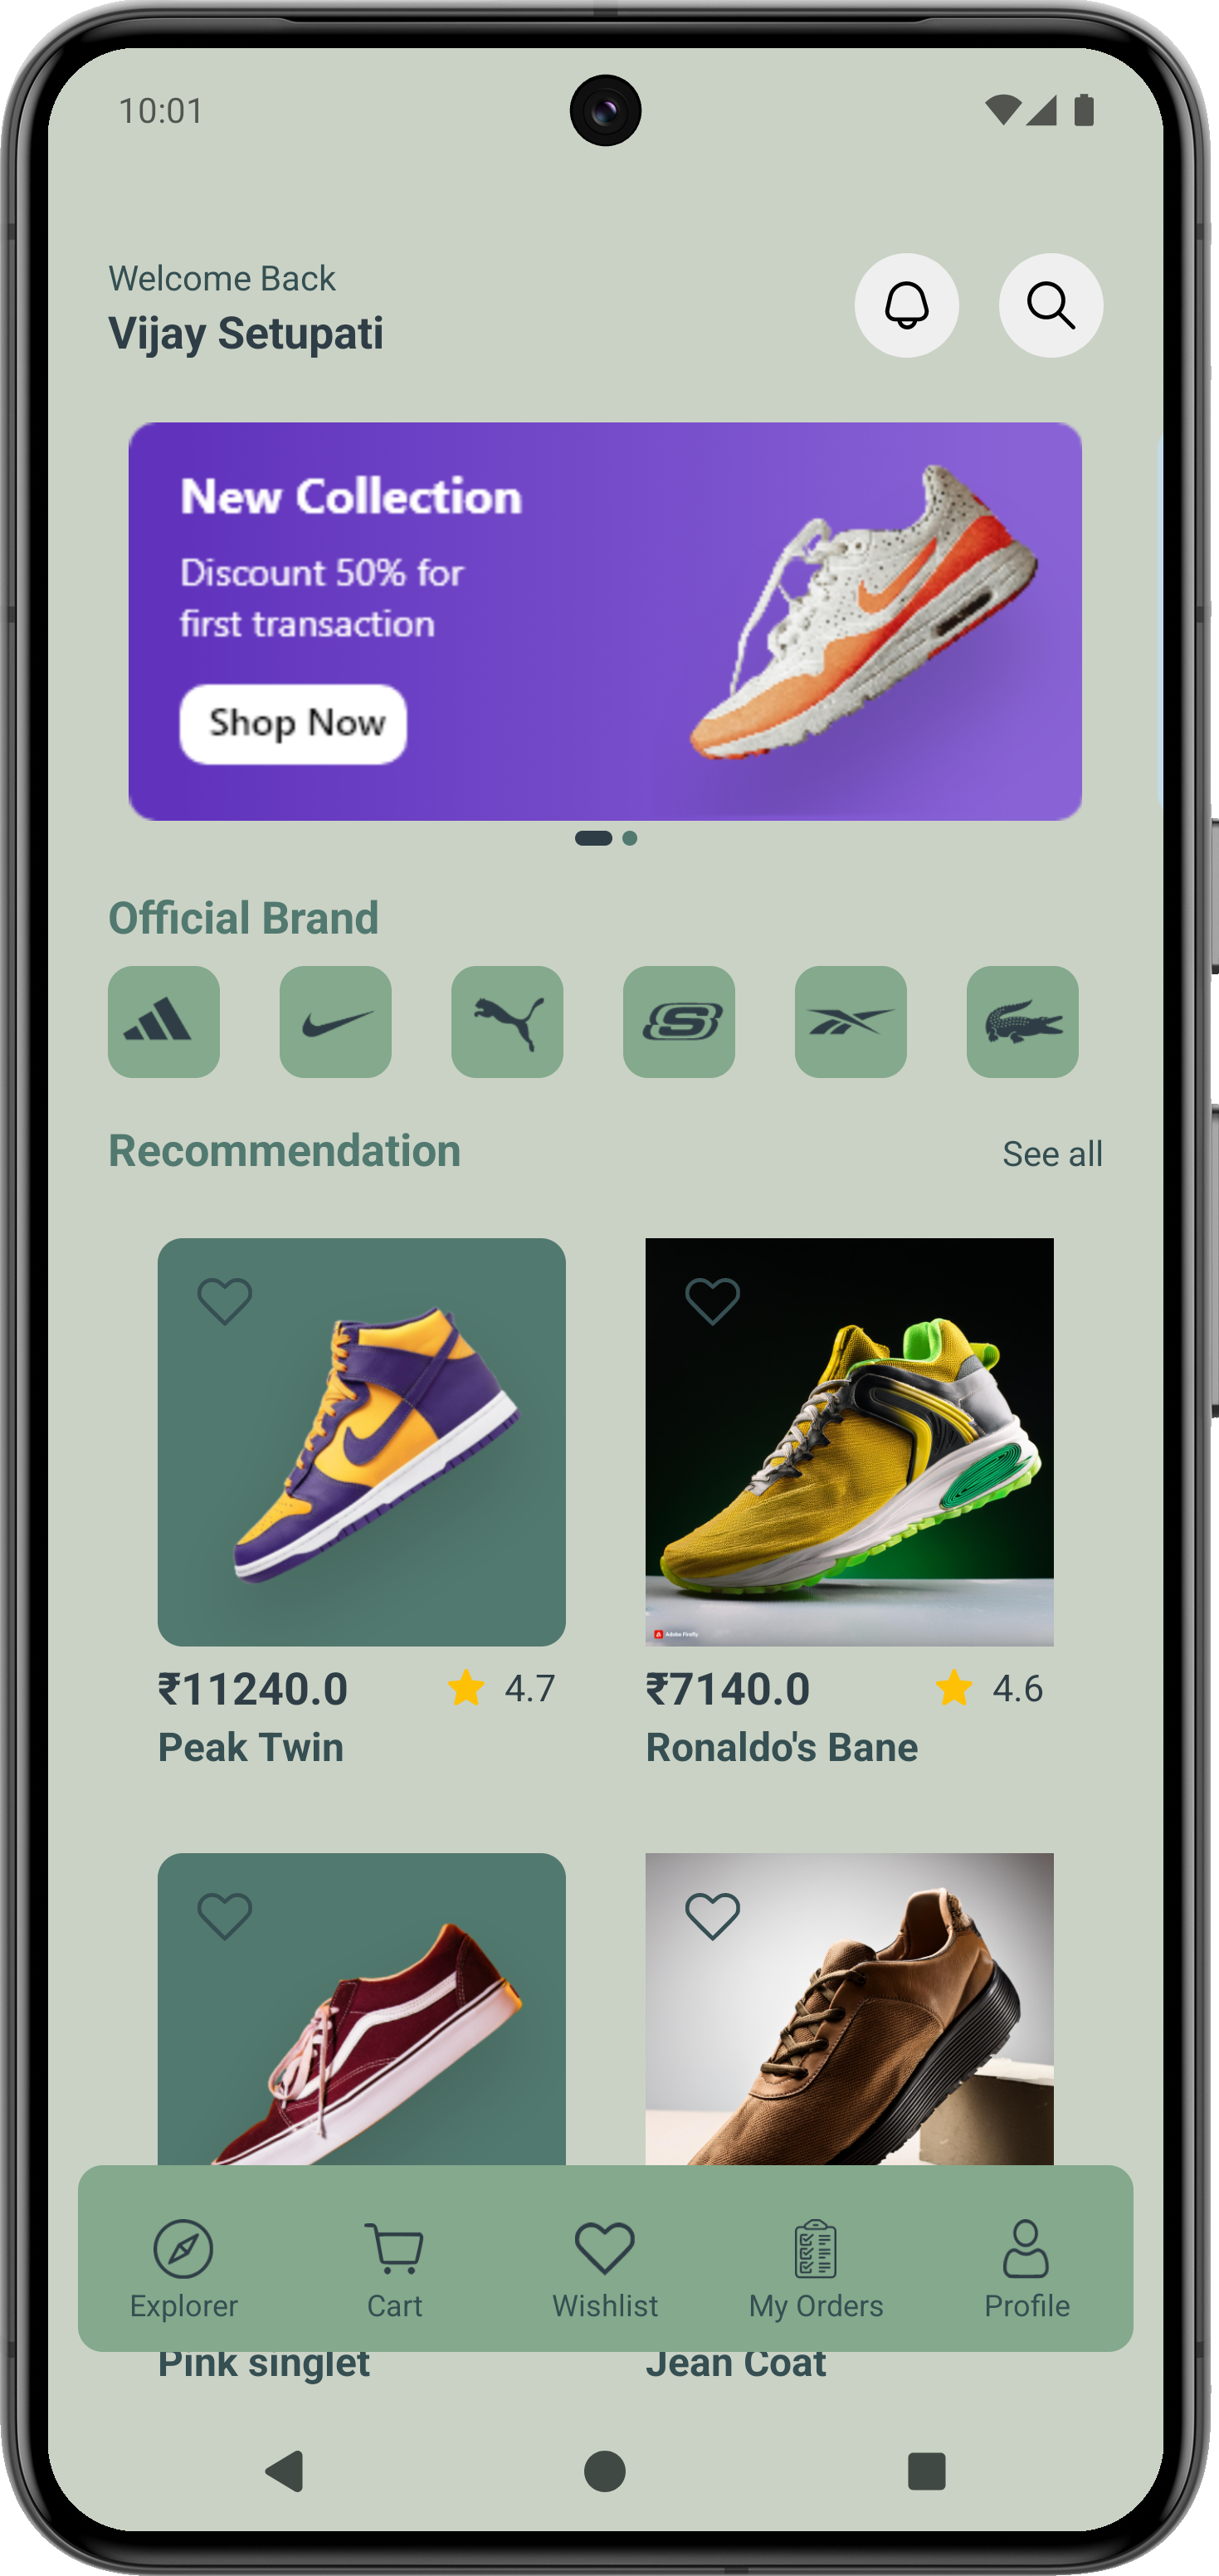 10:01
Welcome Back
Vijay Setupati
New Collection
Discount 50% for
first transaction
Shop Now
Official Brand
S
Recommendation
See all
Adobe Firefly
₹11240.0
4.7
Peak Twin
₹7140.0
4.6
Ronaldo's Bane
Explorer
Cart
Wishlist
My Orders
Profile
Pink singlet
Jean Coat